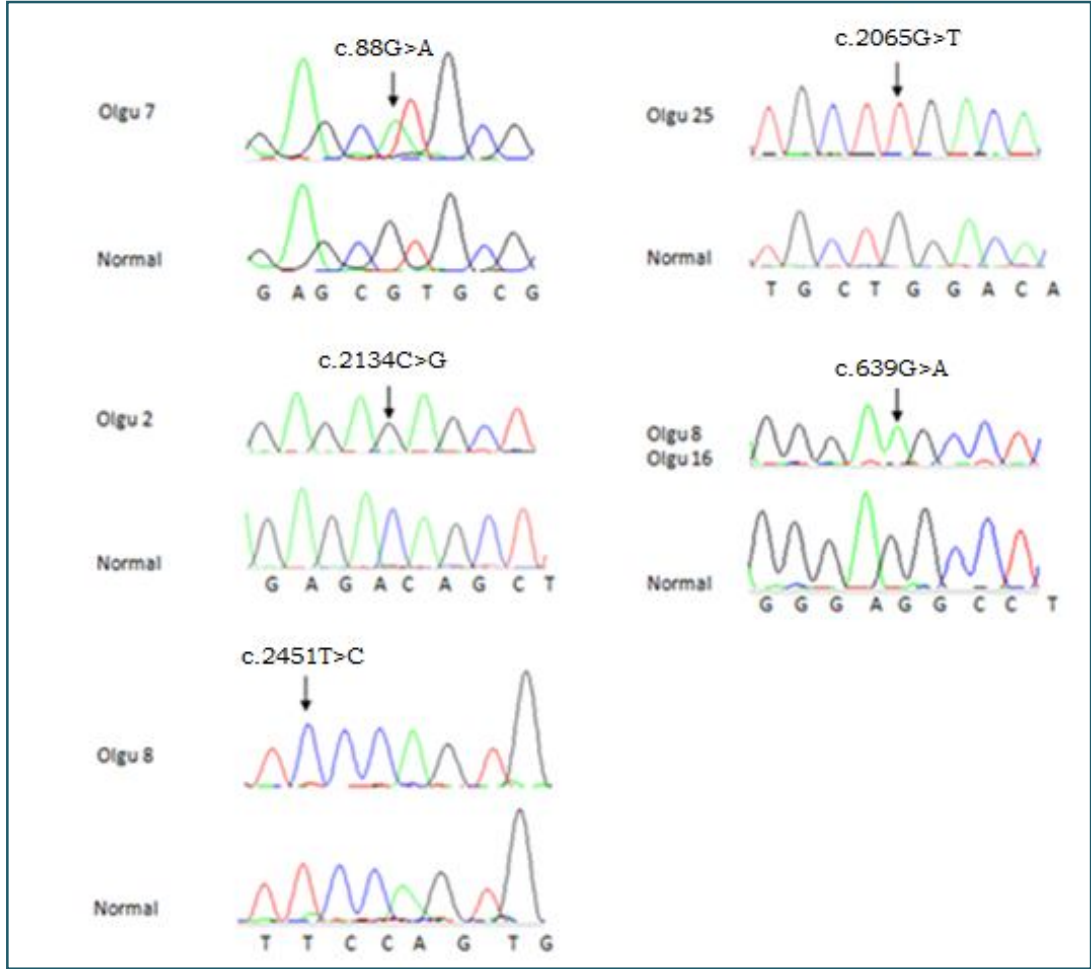 c.88G>A
Olgu 7
Normal
G A G C G T G C G
c.2065G>T
Olgu 25
Normal
T G C T G G A C A
c.2134C>G
Olgu 2
Normal
G A G A C A G C T
c.639G>A
Olgu 8
Olgu 16
Normal
G G G A G G C C T
c.2451T>C
Olgu 8
Normal
T T C C A G T G